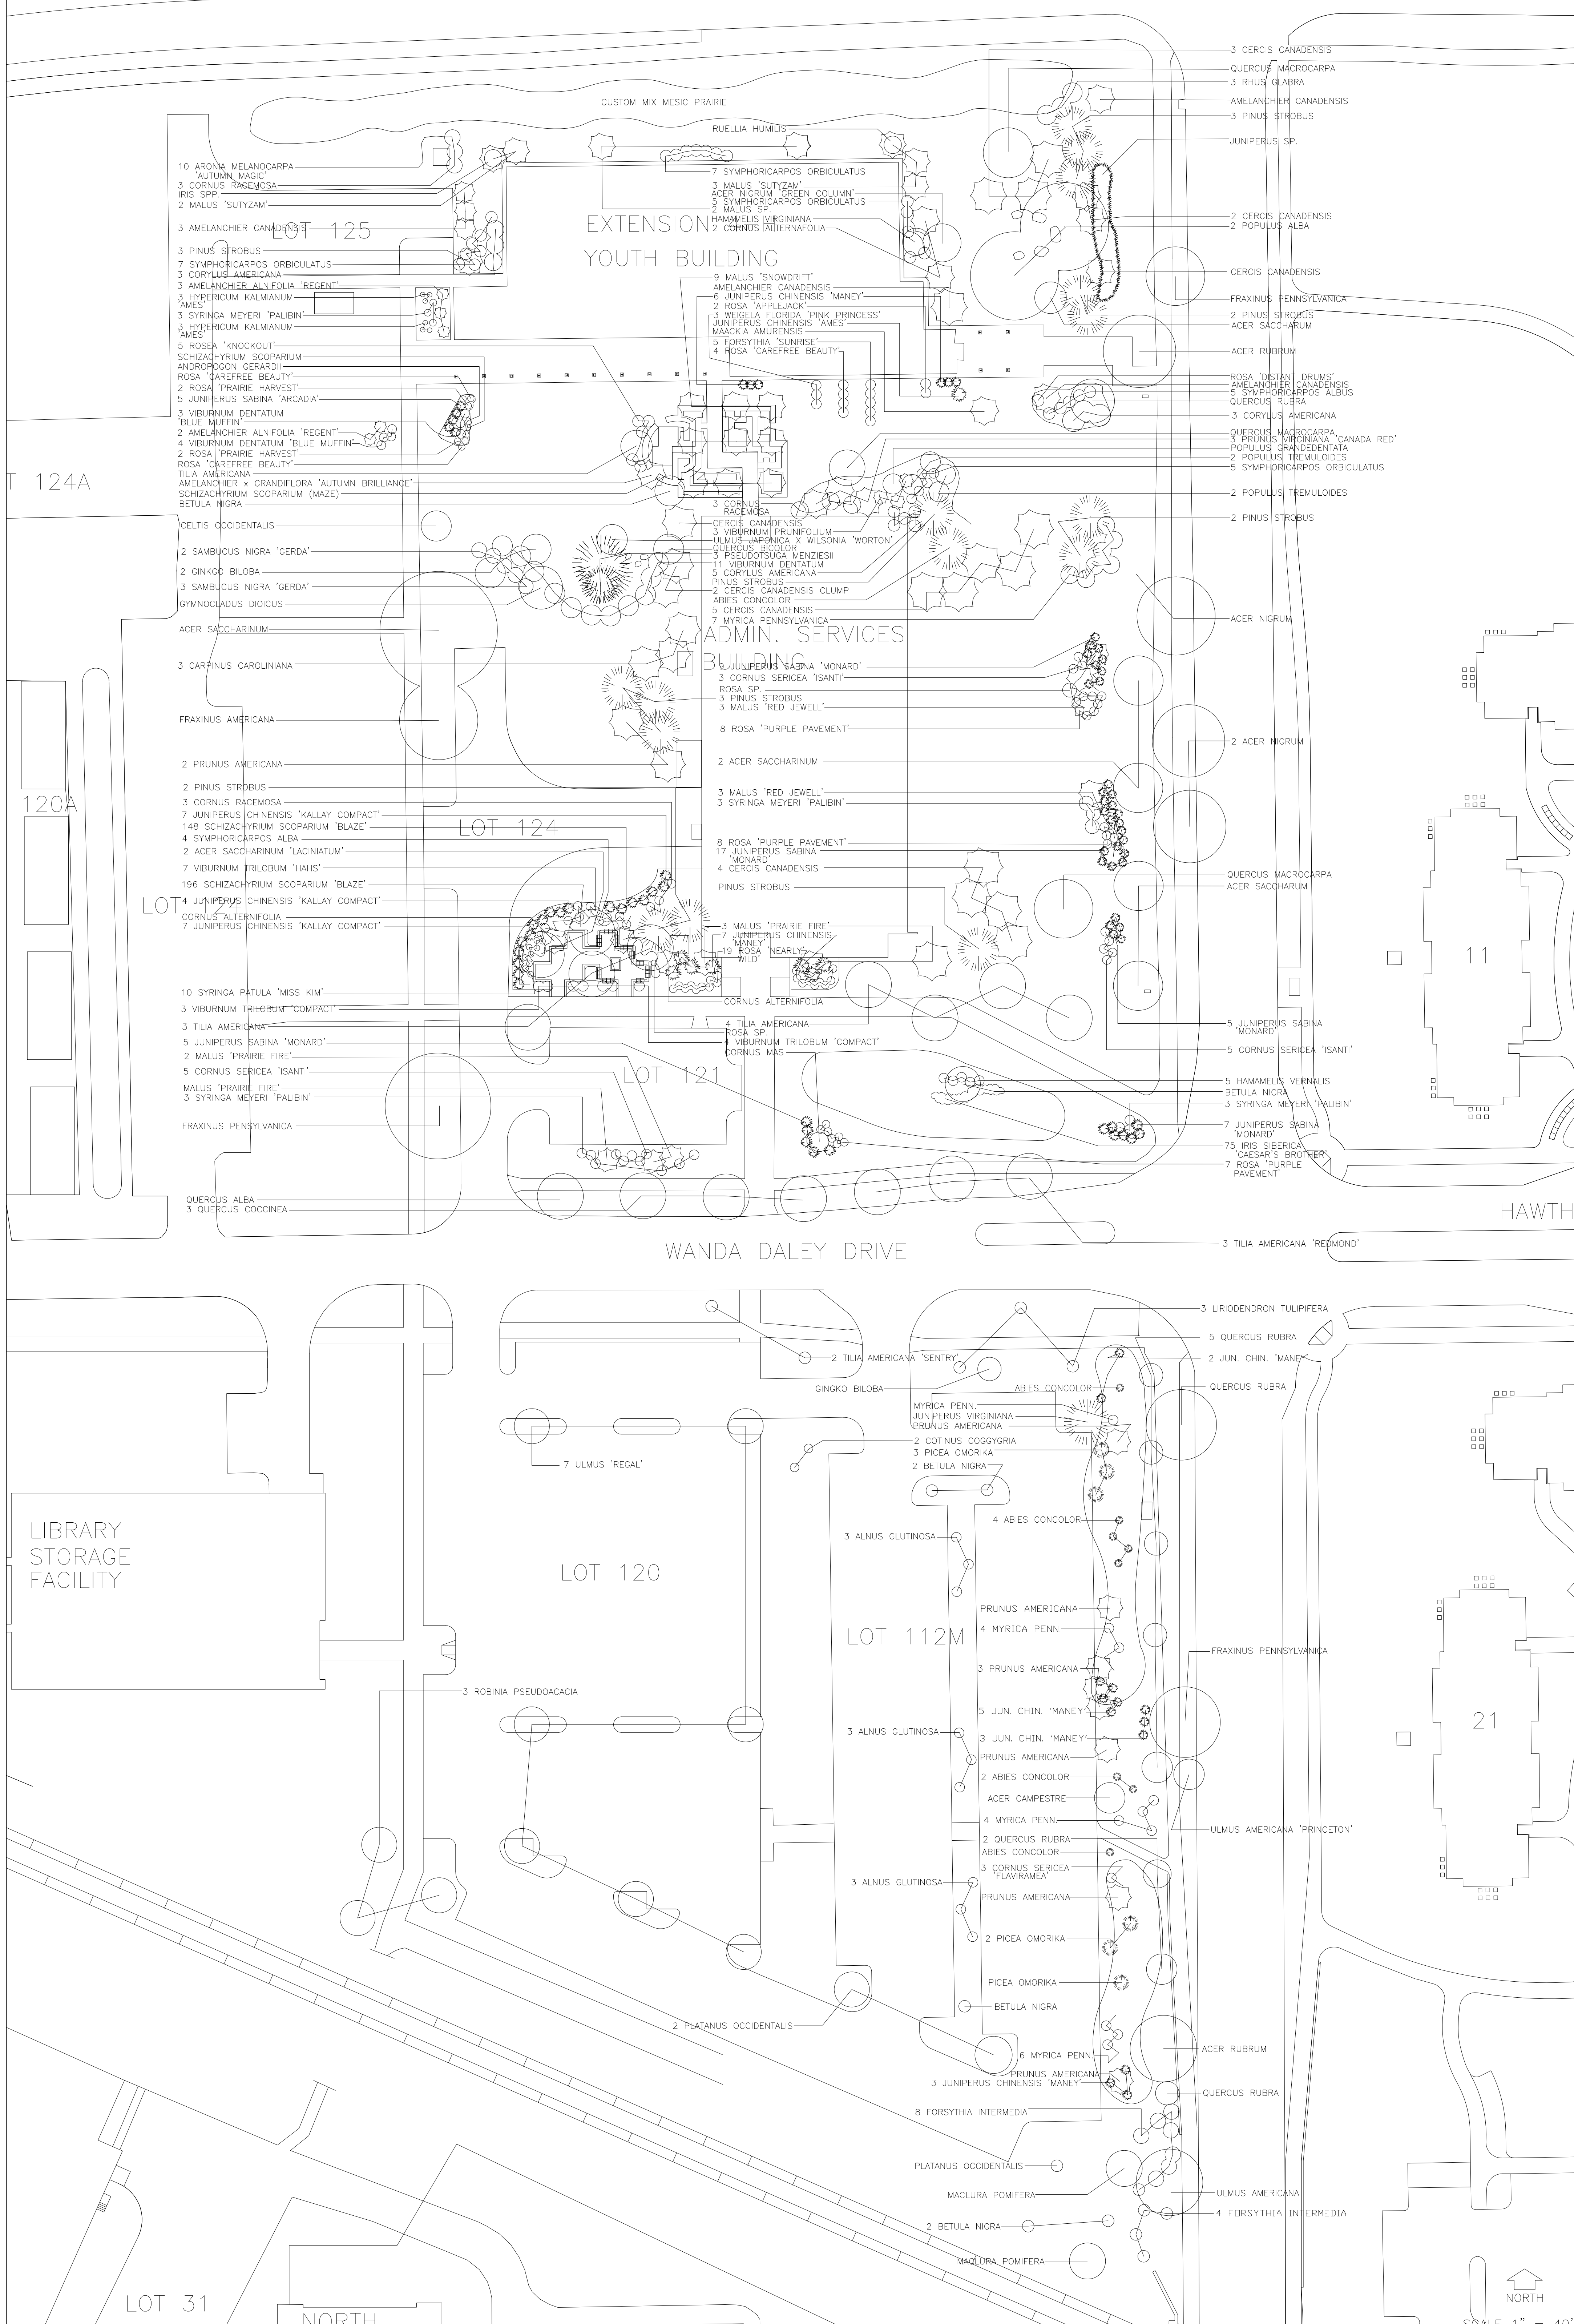 3 CERCIS CANADENSIS
QUERCUS MACROCARPA
3 RHUS GLABRA
AMELANCHIER CANADENSIS
3 PINUS STROBUS
JUNIPERUS SP.
CUSTOM MIX MESIC PRAIRIE
RUELLIA HUMILIS
10 ARONIA MELANOCARPA
'AUTUMN MAGIC'
3 CORNUS RACEMOSA
IRIS SPP.
2 MALUS 'SUTYZAM'
3 AMELANCHIER CANADENSIS
LOT 125
3 PINUS STROBUS
7 SYMPHORICARPOS ORBICULATUS
3 CORYLUS AMERICANA
3 AMELANCHIER ALNIFOLIA 'REGENT'
3 HYPERICUM KALMIANUM
'AMES'
3 SYRINGA MEYERI 'PALIBIN'
3 HYPERICUM KALMIANUM
'AMES'
5 ROSEA 'KNOCKOUT'
SCHIZACHYRIUM SCOPARIUM
ANDROPOGON GERARDII
ROSA 'CAREFREE BEAUTY'
2 ROSA 'PRAIRIE HARVEST'
5 JUNIPERUS SABINA 'ARCADIA'
3 VIBURNUM DENTATUM
'BLUE MUFFIN'
2 AMELANCHIER ALNIFOLIA 'REGENT'
4 VIBURNUM DENTATUM 'BLUE MUFFIN'
2 ROSA 'PRAIRIE HARVEST'
ROSA 'CAREFREE BEAUTY'
TILIA AMERICANA
AMELANCHIER x GRANDIFLORA 'AUTUMN BRILLIANCE'
SCHIZACHYRIUM SCOPARIUM (MAZE)
BETULA NIGRA
T 124A
CELTIS OCCIDENTALIS
2 SAMBUCUS NIGRA 'GERDA'
2 GINKGO BILOBA
3 SAMBUCUS NIGRA 'GERDA'
GYMNOCLADUS DIOICUS
ACER SACCHARINUM
3 CARPINUS CAROLINIANA
FRAXINUS AMERICANA
2 PRUNUS AMERICANA
2 PINUS STROBUS
3 CORNUS RACEMOSA
7 JUNIPERUS CHINENSIS 'KALLAY COMPACT'
148 SCHIZACHYRIUM SCOPARIUM 'BLAZE'
4 SYMPHORICARPOS ALBA
2 ACER SACCHARINUM 'LACINIATUM'
7 VIBURNUM TRILOBUM 'HAHS'
196 SCHIZACHYRIUM SCOPARIUM 'BLAZE'
4 JUNIPERUS CHINENSIS 'KALLAY COMPACT'
CORNUS ALTERNIFOLIA
7 JUNIPERUS CHINENSIS 'KALLAY COMPACT'
120A
LOT 124
LOT 124
10 SYRINGA PATULA 'MISS KIM'
3 VIBURNUM TRILOBUM 'COMPACT'
3 TILIA AMERICANA
5 JUNIPERUS SABINA 'MONARD'
2 MALUS 'PRAIRIE FIRE'
5 CORNUS SERICEA 'ISANTI'
MALUS 'PRAIRIE FIRE'
3 SYRINGA MEYERI 'PALIBIN'
FRAXINUS PENSYLVANICA
QUERCUS ALBA
3 QUERCUS COCCINEA
7 SYMPHORICARPOS ORBICULATUS
3 MALUS 'SUTYZAM'
ACER NIGRUM 'GREEN COLUMN'
5 SYMPHORICARPOS ORBICULATUS
2 MALUS SP.
HAMAMELIS VIRGINIANA
2 CORNUS ALTERNAFOLIA
EXTENSION 4H
YOUTH BUILDING
9 MALUS 'SNOWDRIFT'
AMELANCHIER CANADENSIS
6 JUNIPERUS CHINENSIS 'MANEY'
2 ROSA 'APPLEJACK'
3 WEIGELA FLORIDA 'PINK PRINCESS'
JUNIPERUS CHINENSIS 'AMES'
MAACKIA AMURENSIS
5 FORSYTHIA 'SUNRISE'
4 ROSA 'CAREFREE BEAUTY'
3 CORNUS
RACEMOSA
CERCIS CANADENSIS
3 VIBURNUM PRUNIFOLIUM
ULMUS JAPONICA X WILSONIA 'WORTON'
QUERCUS BICOLOR
3 PSEUDOTSUGA MENZIESII
11 VIBURNUM DENTATUM
5 CORYLUS AMERICANA
PINUS STROBUS
2 CERCIS CANADENSIS CLUMP
ABIES CONCOLOR
5 CERCIS CANADENSIS
7 MYRICA PENNSYLVANICA
ADMIN. SERVICES
BUILDING
9 JUNIPERUS SABINA 'MONARD'
3 CORNUS SERICEA 'ISANTI'
ROSA SP.
3 PINUS STROBUS
3 MALUS 'RED JEWELL'
8 ROSA 'PURPLE PAVEMENT'
2 ACER SACCHARINUM
3 MALUS 'RED JEWELL'
3 SYRINGA MEYERI 'PALIBIN'
8 ROSA 'PURPLE PAVEMENT'
17 JUNIPERUS SABINA
'MONARD'
4 CERCIS CANADENSIS
PINUS STROBUS
3 MALUS 'PRAIRIE FIRE'
7 JUNIPERUS CHINENSIS
'MANEY'
19 ROSA 'NEARLY
WILD'
CORNUS ALTERNIFOLIA
4 TILIA AMERICANA
ROSA SP.
4 VIBURNUM TRILOBUM 'COMPACT'
CORNUS MAS
LOT 121
2 CERCIS CANADENSIS
2 POPULUS ALBA
CERCIS CANADENSIS
FRAXINUS PENNSYLVANICA
2 PINUS STROBUS
ACER SACCHARUM
ACER RUBRUM
ROSA 'DISTANT DRUMS'
AMELANCHIER CANADENSIS
5 SYMPHORICARPOS ALBUS
QUERCUS RUBRA
3 CORYLUS AMERICANA
QUERCUS MACROCARPA
3 PRUNUS VIRGINIANA 'CANADA RED'
POPULUS GRANDEDENTATA
2 POPULUS TREMULOIDES
5 SYMPHORICARPOS ORBICULATUS
2 POPULUS TREMULOIDES
2 PINUS STROBUS
ACER NIGRUM
2 ACER NIGRUM
QUERCUS MACROCARPA
ACER SACCHARUM
11
5 JUNIPERUS SABINA
'MONARD'
5 CORNUS SERICEA 'ISANTI'
5 HAMAMELIS VERNALIS
BETULA NIGRA
3 SYRINGA MEYERI 'PALIBIN'
7 JUNIPERUS SABINA
'MONARD'
75 IRIS SIBERICA
'CAESAR'S BROTHER'
7 ROSA 'PURPLE
PAVEMENT'
HAWTH
WANDA DALEY DRIVE
3 TILIA AMERICANA 'REDMOND'
3 LIRIODENDRON TULIPIFERA
5 QUERCUS RUBRA
2 TILIA AMERICANA 'SENTRY'
2 JUN. CHIN. 'MANEY'
GINGKO BILOBA
ABIES CONCOLOR
QUERCUS RUBRA
MYRICA PENN.
JUNIPERUS VIRGINIANA
PRUNUS AMERICANA
2 COTINUS COGGYGRIA
3 PICEA OMORIKA
2 BETULA NIGRA
7 ULMUS 'REGAL'
4 ABIES CONCOLOR
3 ALNUS GLUTINOSA
LIBRARY
STORAGE
FACILITY
LOT 120
PRUNUS AMERICANA
4 MYRICA PENN.
LOT 112M
FRAXINUS PENNSYLVANICA
3 PRUNUS AMERICANA
3 ROBINIA PSEUDOACACIA
5 JUN. CHIN. 'MANEY'
21
3 ALNUS GLUTINOSA
3 JUN. CHIN. 'MANEY'
PRUNUS AMERICANA
2 ABIES CONCOLOR
ACER CAMPESTRE
4 MYRICA PENN.
ULMUS AMERICANA 'PRINCETON'
2 QUERCUS RUBRA
ABIES CONCOLOR
3 CORNUS SERICEA
'FLAVIRAMEA'
3 ALNUS GLUTINOSA
PRUNUS AMERICANA
2 PICEA OMORIKA
PICEA OMORIKA
BETULA NIGRA
2 PLATANUS OCCIDENTALIS
ACER RUBRUM
6 MYRICA PENN.
PRUNUS AMERICANA
3 JUNIPERUS CHINENSIS 'MANEY'
QUERCUS RUBRA
8 FORSYTHIA INTERMEDIA
PLATANUS OCCIDENTALIS
MACLURA POMIFERA
ULMUS AMERICANA
4 FORSYTHIA INTERMEDIA
2 BETULA NIGRA
MAQLURA POMIFERA
LOT 31
NORTH
NORTH
SCALE 1" = 40'